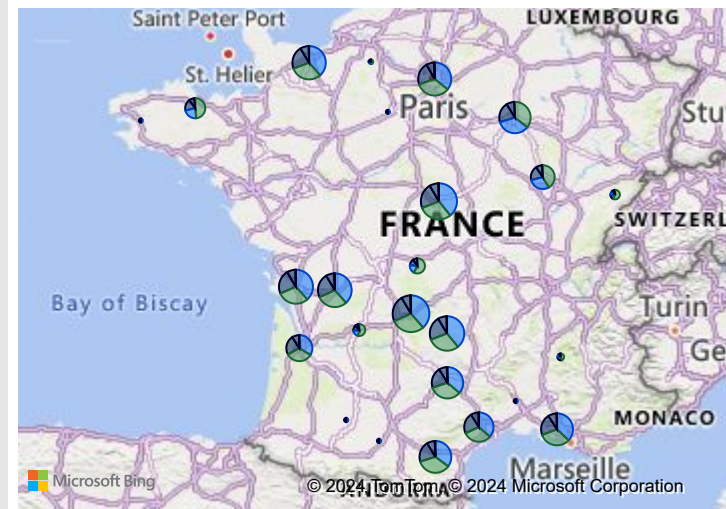 Saint Peter Port
LUXEMBOURG
St. Helier
Paris
Stu
FRANCE
SWITZERL
Bay of Biscay
Turin
Ge
MONACO
Marseille
Microsoft Bing
ANDORRA
© 2024 TomTom, © 2024 Microsoft Corporation